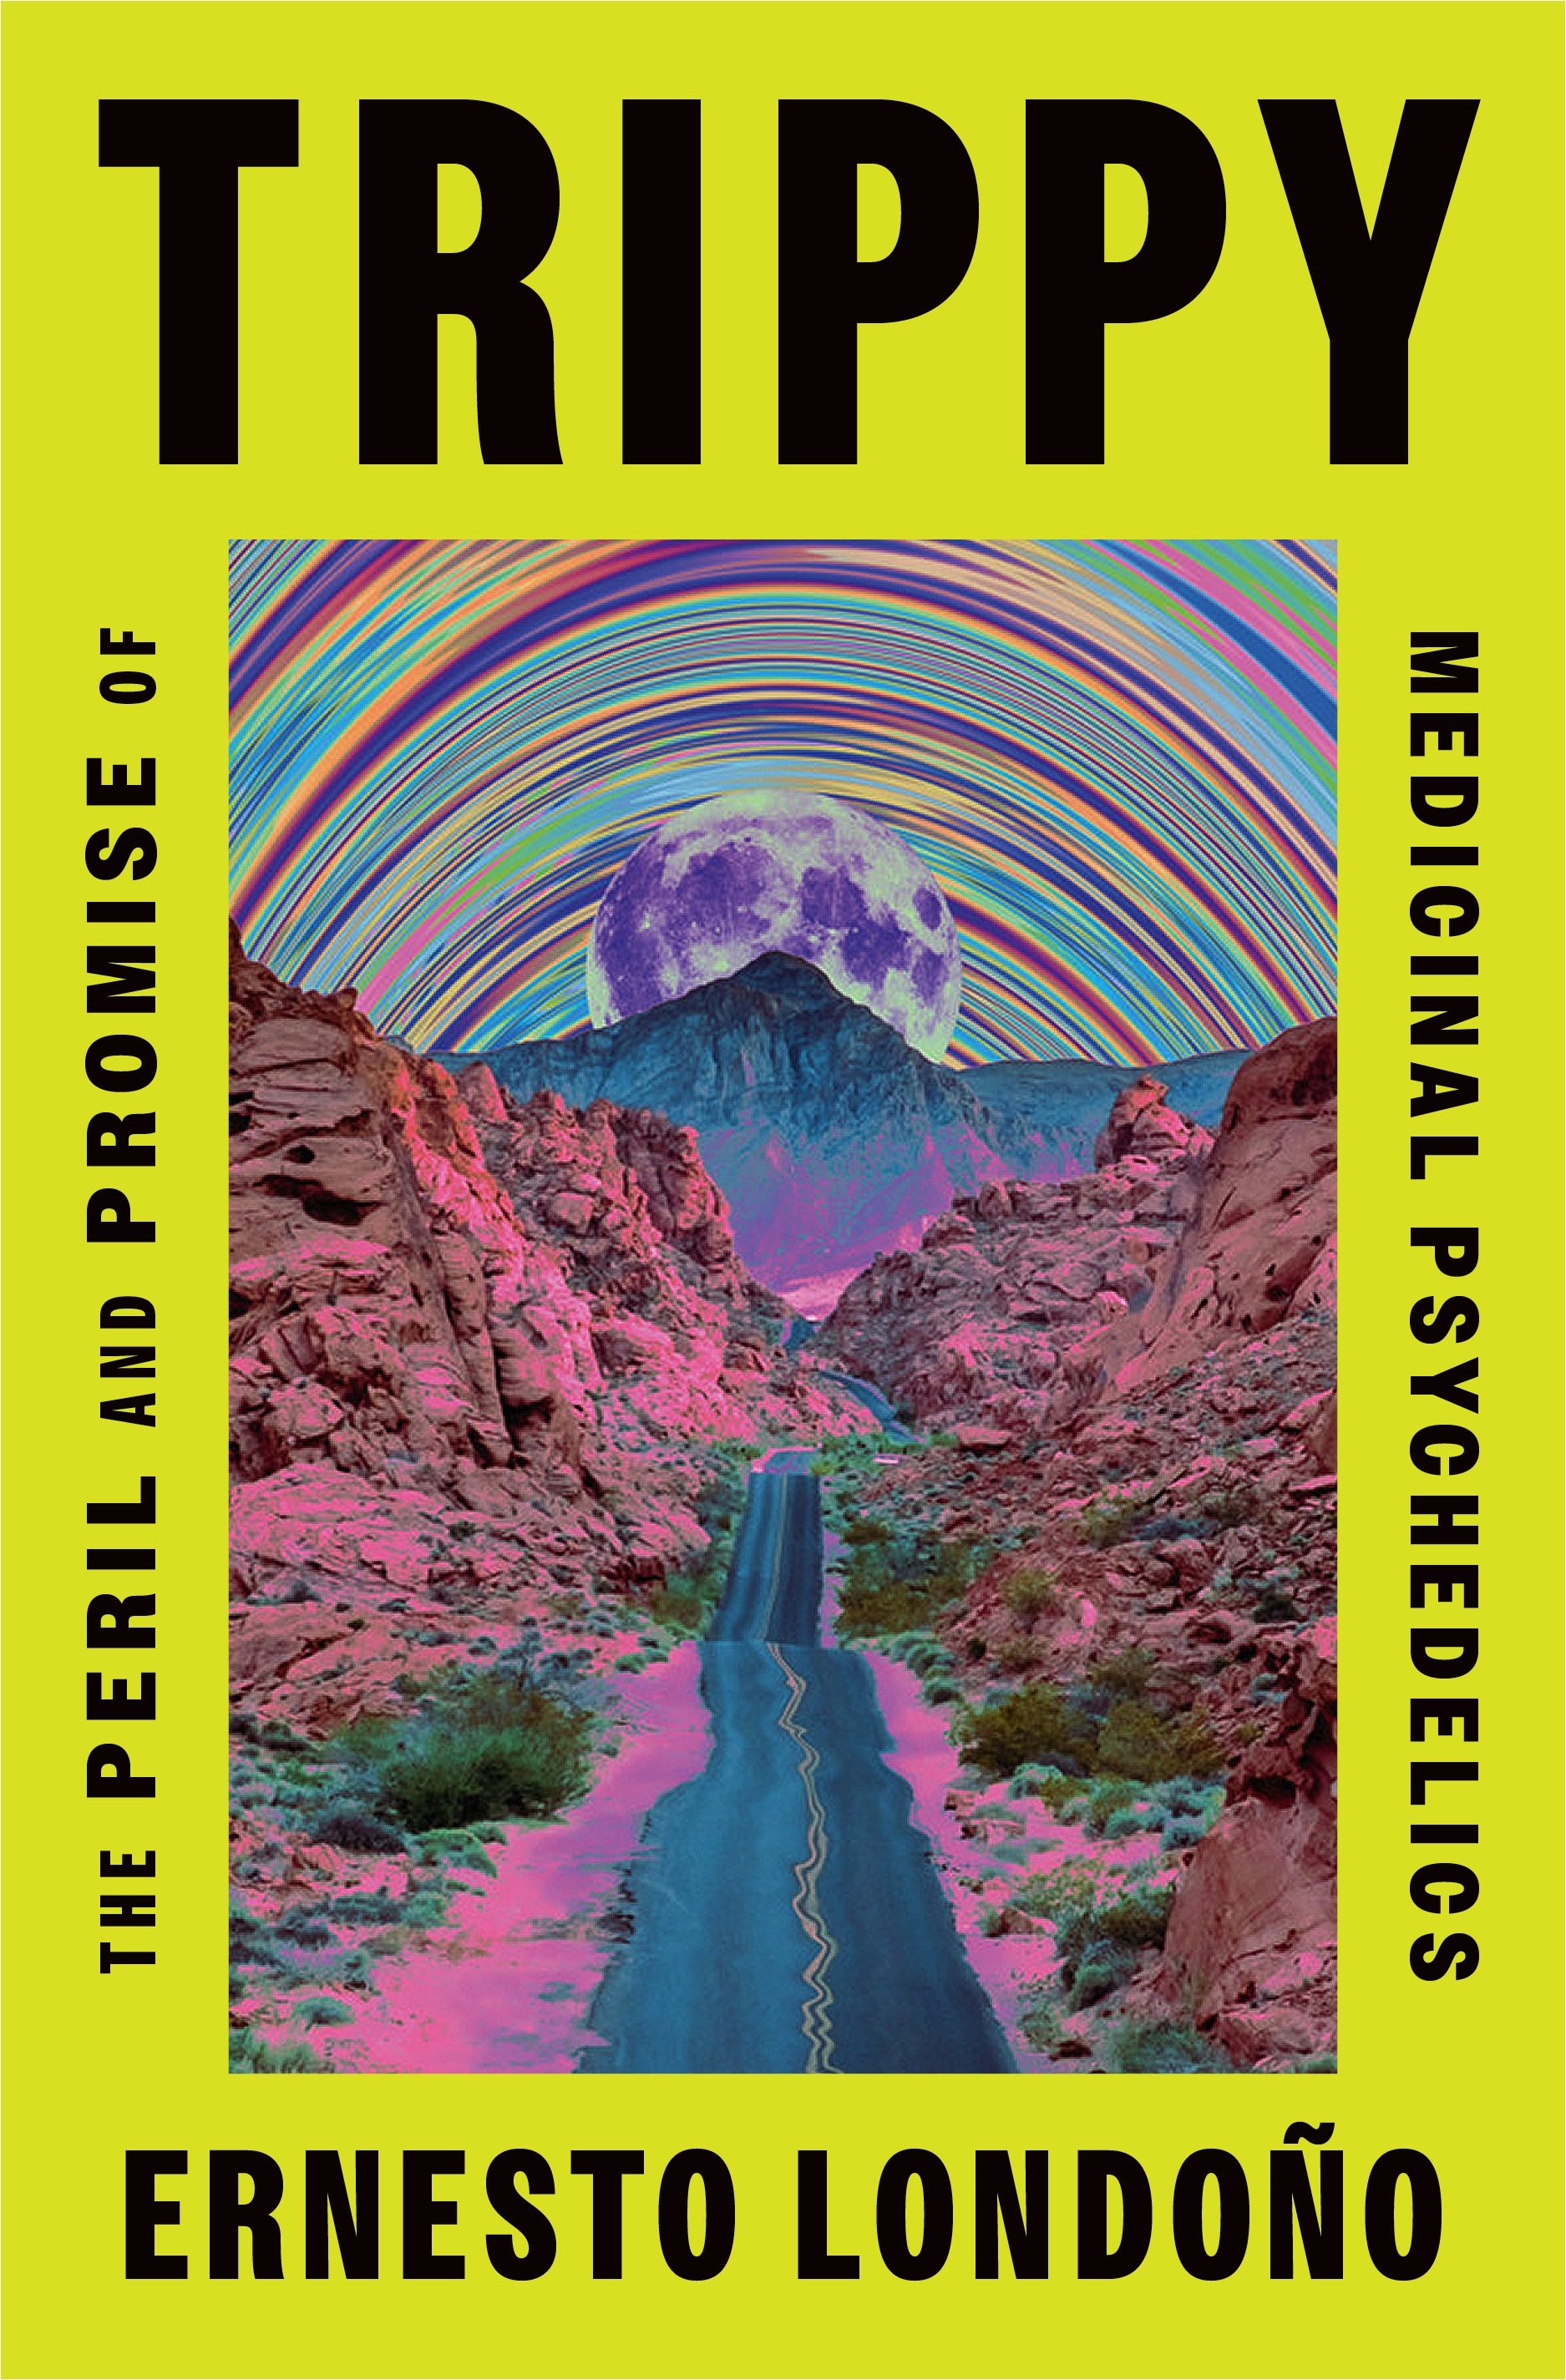 TRIPPY
THE PERIL AND PROMISE OF
MEDICINAL PSYCHEDELICS
ERNESTO LONDOÑO